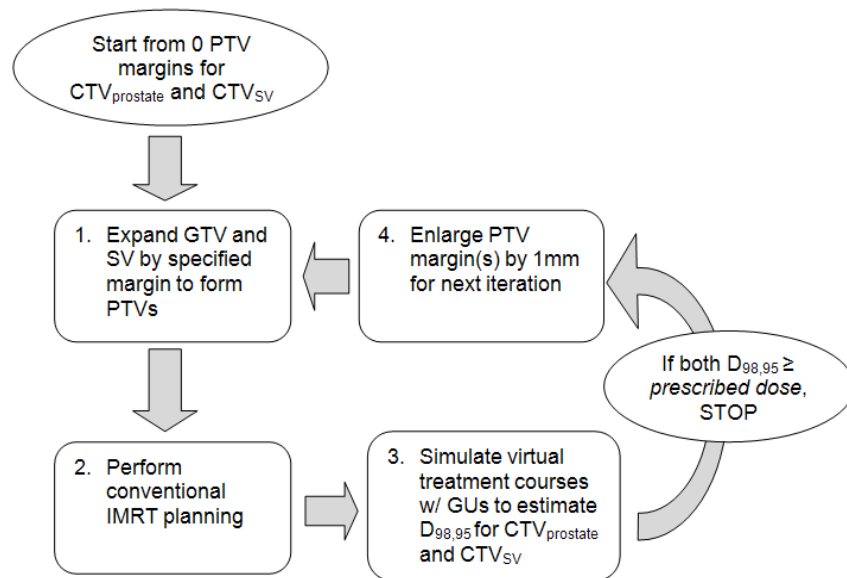 Start from 0 PTV
margins for
CTVprostate and CTVSV
1. Expand GTV and
SV by specified
margin to form
PTVs
4. Enlarge PTV
margin(s) by 1mm
for next iteration
If both D98,95 ≥
prescribed dose,
STOP
2. Perform
conventional
IMRT planning
3. Simulate virtual
treatment courses
w/ GUs to estimate
D98,95 for CTVprostate
and CTVSV